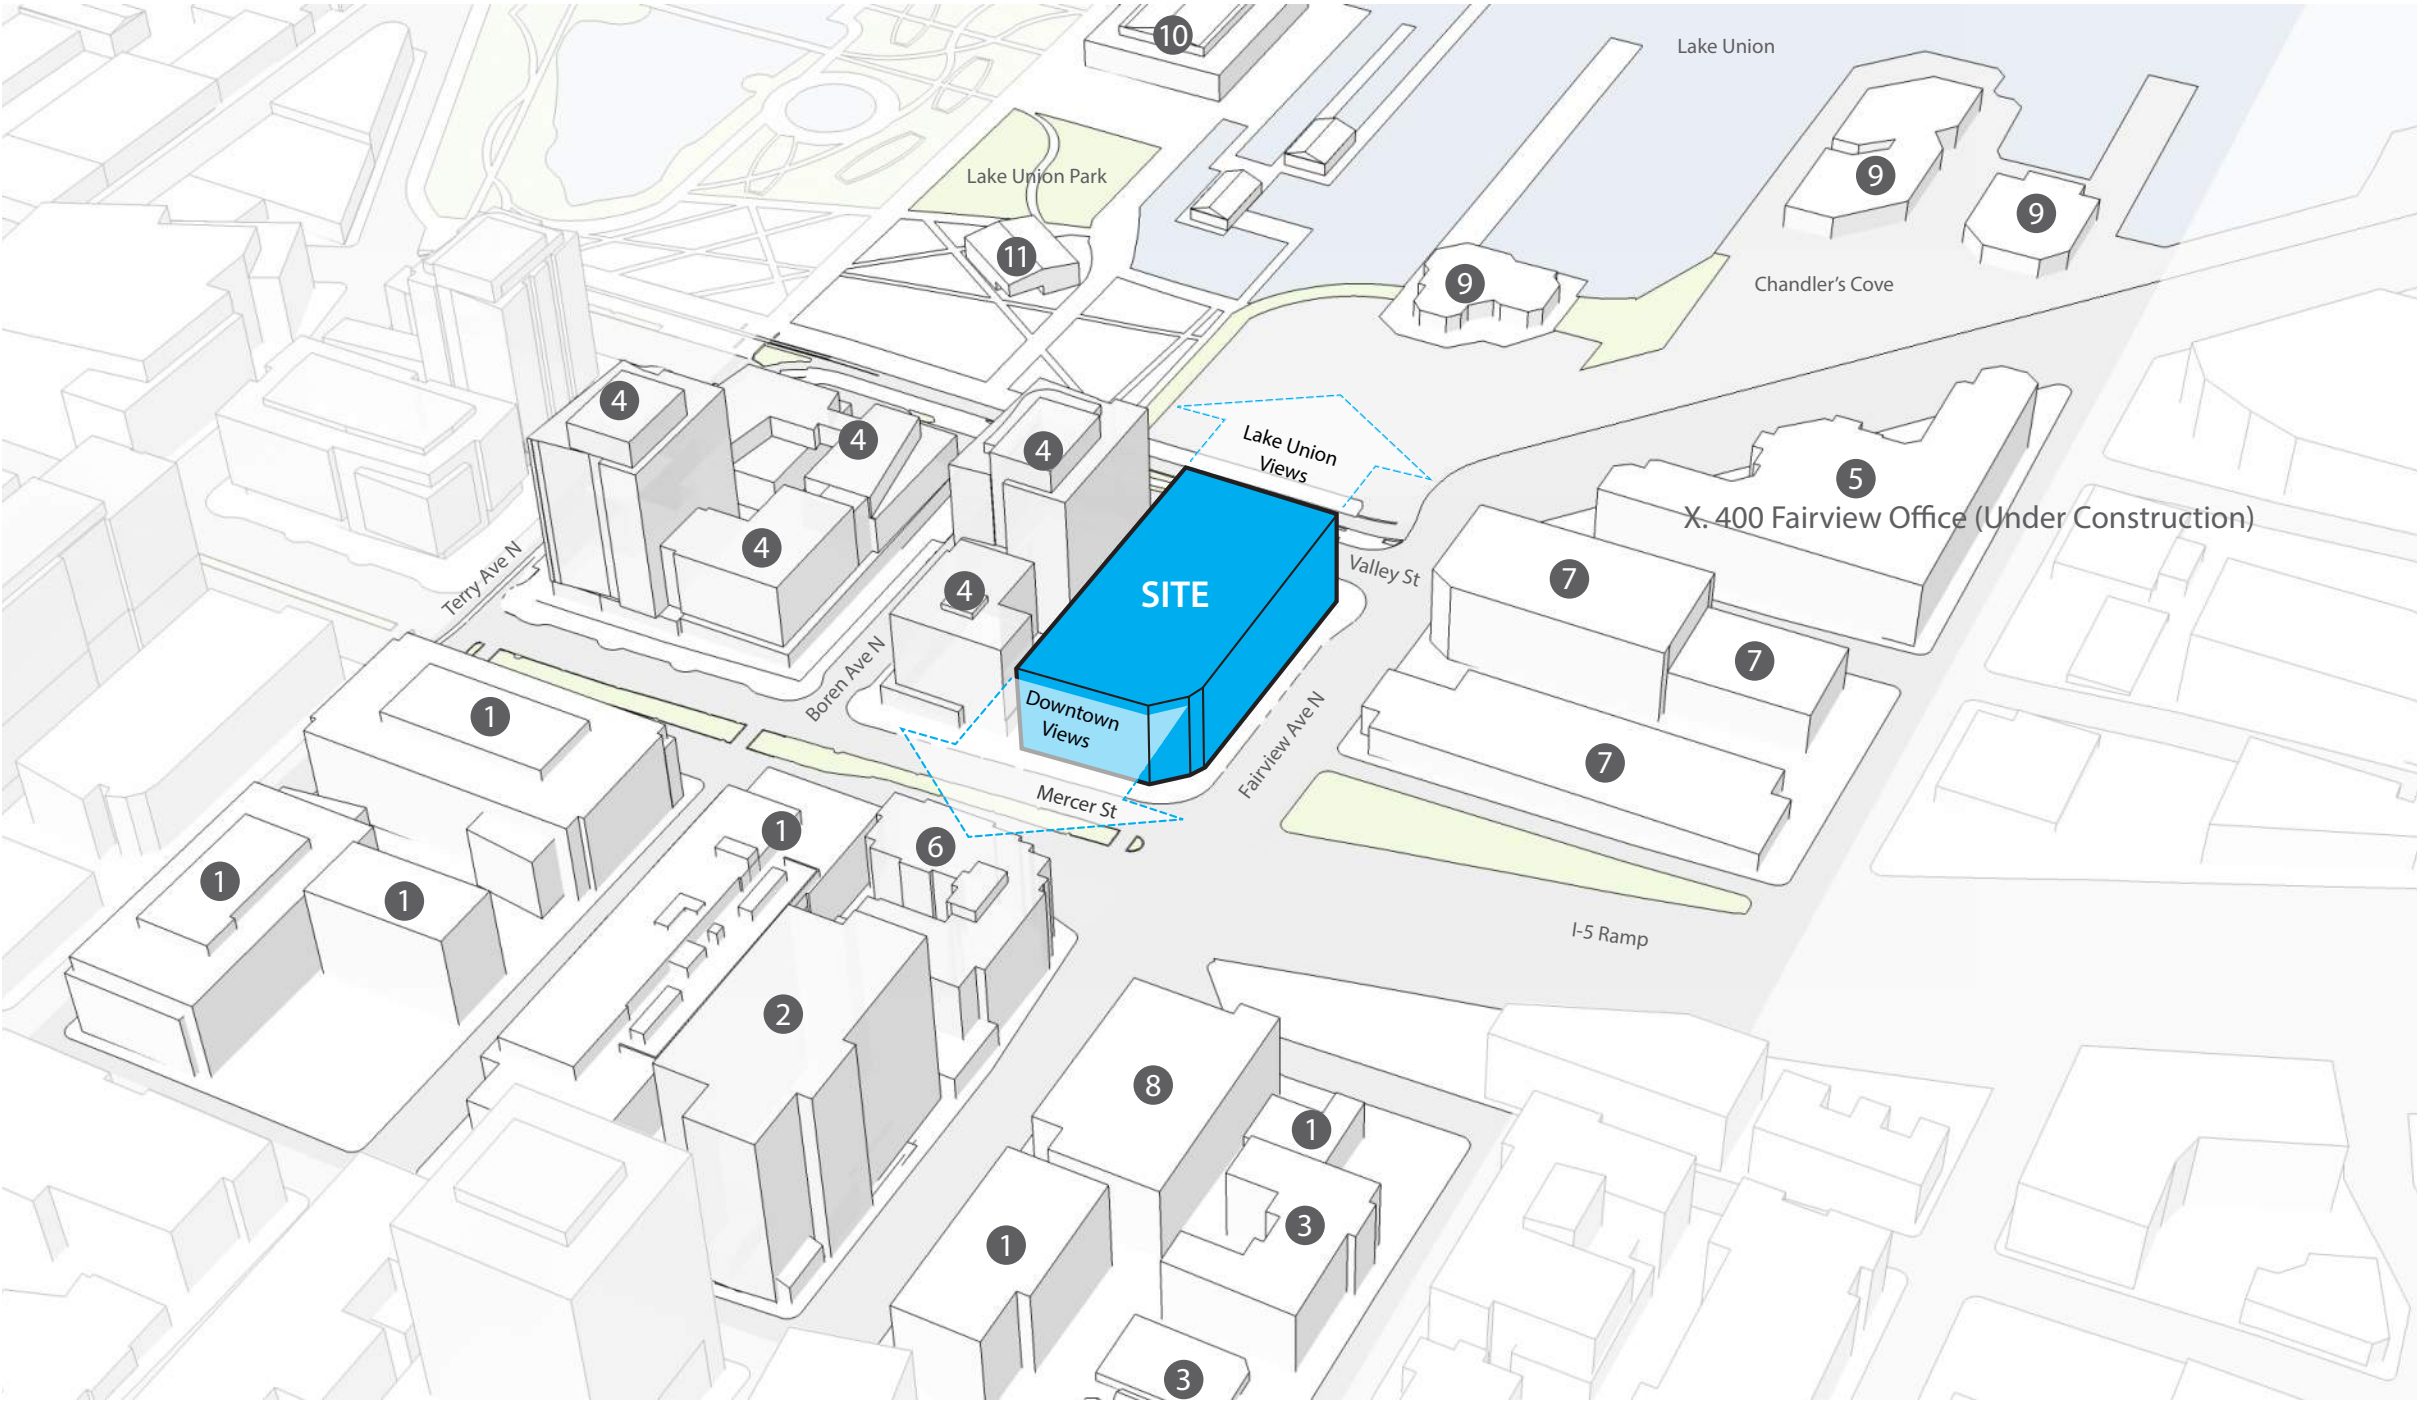 10
Lake Union
Lake Union Park
9
9
11
9
Chandler's Cove
4
4
4
Lake Union
Views
5
X. 400 Fairview Office (Under Construction)
4
Terry Ave N
4
SITE
Valley St
7
7
Boren Ave N
1
Downtown
Views
Fairview Ave N
7
Mercer St
1
6
1
1
I-5 Ramp
2
8
1
3
1
3